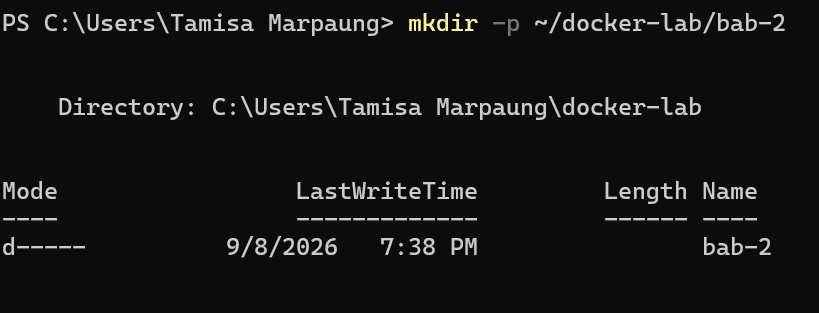 PS C:\Users\Tamisa Marpaung> mkdir -p ~/docker-lab/bab-2
Directory: C:\Users\Tamisa Marpaung\docker-lab
Mode                 LastWriteTime         Length Name
----                 -------------         ------ ----
d-----          9/8/2026   7:38 PM                bab-2